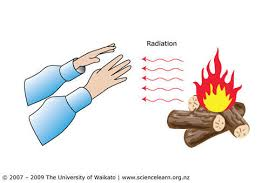 Radiation
© 2007 – 2009 The University of Waikato | www.sciencelearn.org.nz